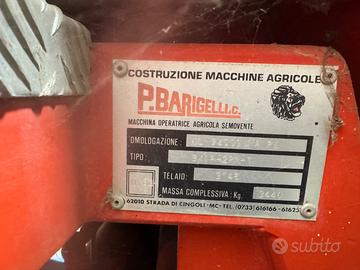 COSTRUZIONE MACCHINE AGRICOLE
P.BARIGELLI & C.
MACCHINA OPERATRICE AGRICOLA SEMOVENTE
OMOLOGAZIONE:
TIPO
TELAIO
MASSA COMPLESSIVA: Kg.
62010 STRADA DI CINGOLI -MC- TEL. (0733) 616166 -
subito